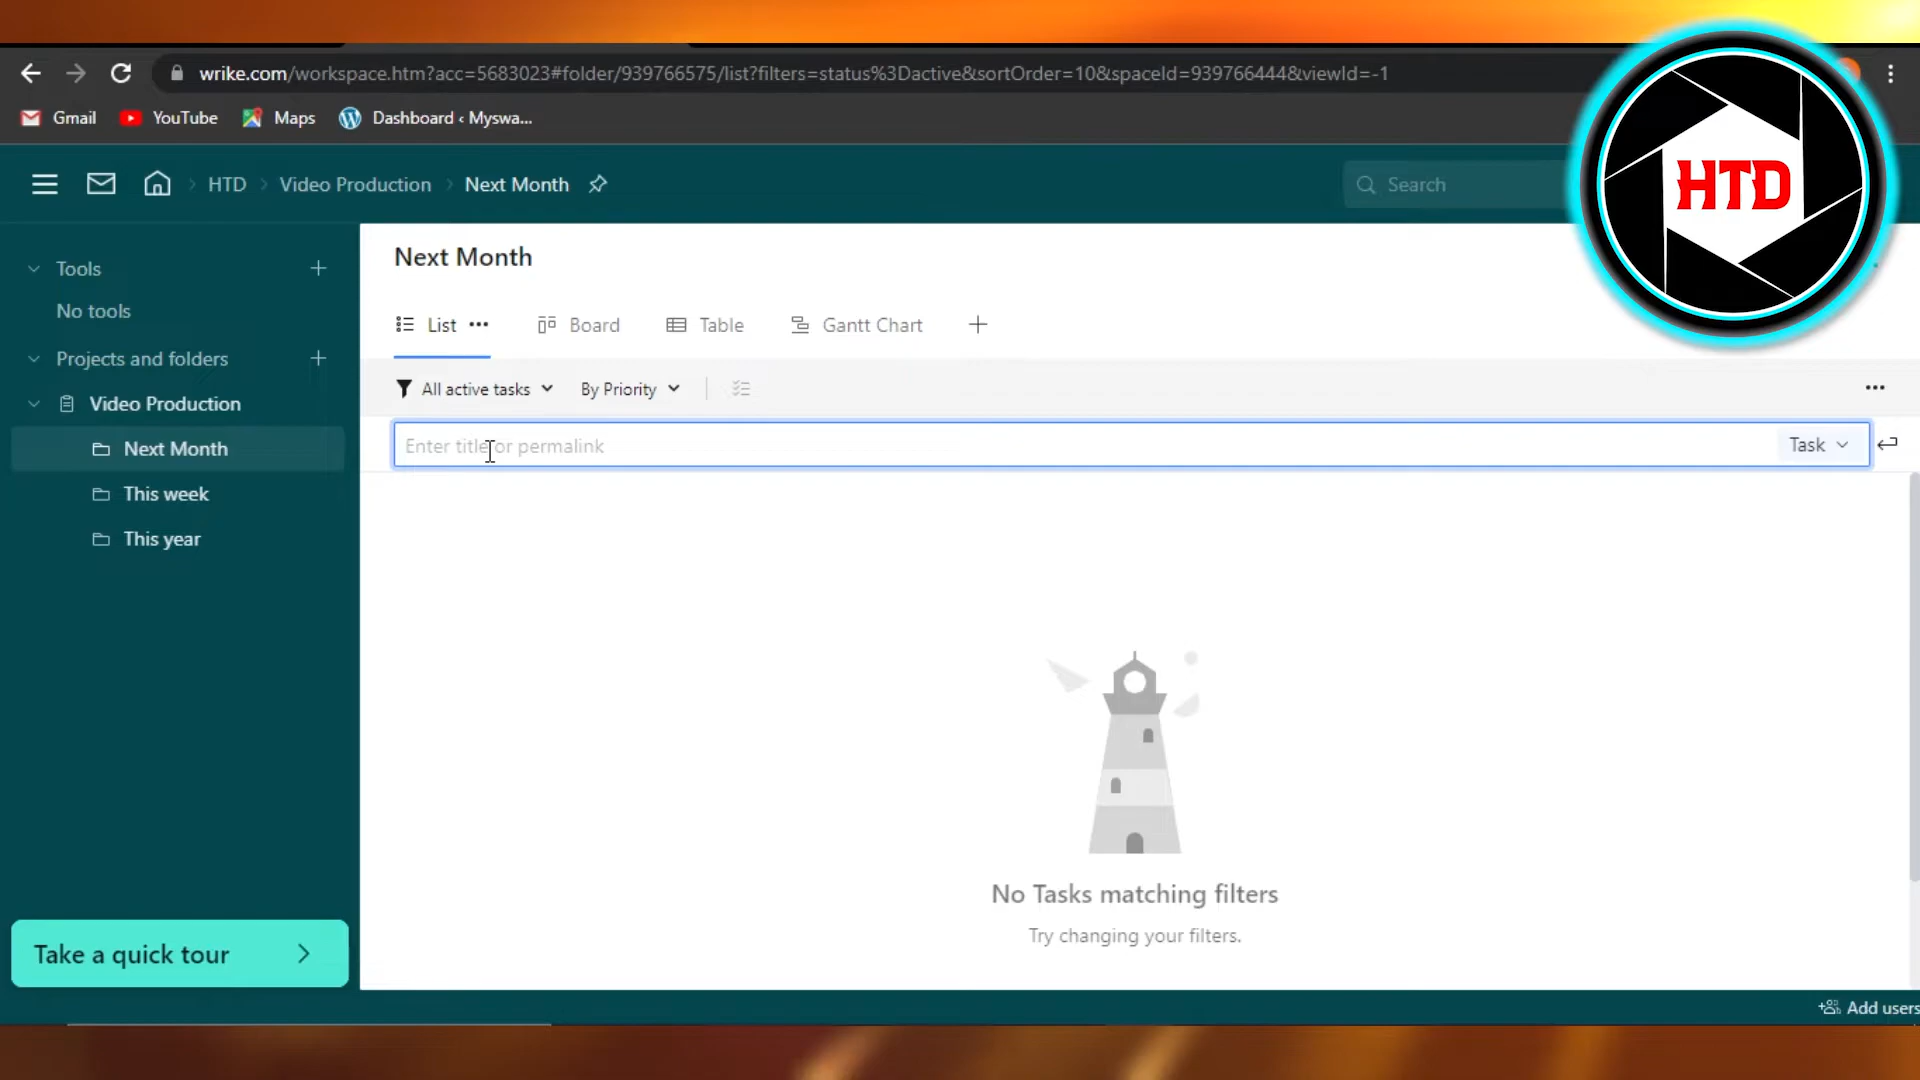 wrike.com/workspace.htm?acc=5683023#folder/939766575/list?filters=status%3Dactive&sortOrder=10&spaceId=939766444&viewId=-1
Gmail YouTube Maps Dashboard ‹ Myswa...
HTD
HTD Video Production Next Month Search
Next Month
Tools
No tools
Projects and folders
Video Production
Next Month
This week
This year
List Board Table Gantt Chart
All active tasks By Priority
Enter title or permalink Task
No Tasks matching filters
Try changing your filters.
Take a quick tour
Add users